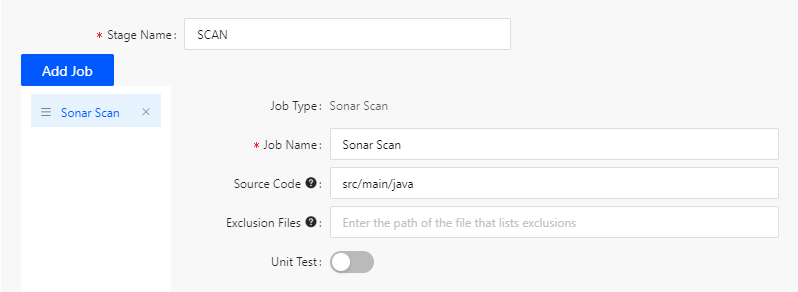 * Stage Name: SCAN
Add Job
Sonar Scan
Job Type: Sonar Scan
* Job Name: Sonar Scan
Source Code ? : src/main/java
Exclusion Files ? : Enter the path of the file that lists exclusions
Unit Test: